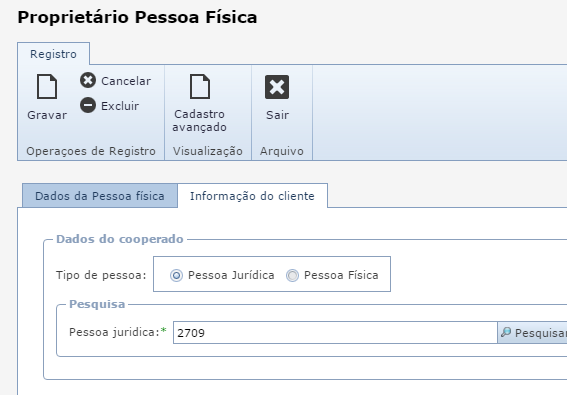 Proprietário Pessoa Física
Registro
Gravar
Cancelar
Excluir
Cadastro
avançado
Sair
Operaçoes de Registro
Visualização
Arquivo
Dados da Pessoa física
Informação do cliente
Dados do cooperado
Tipo de pessoa:
Pessoa Jurídica
Pessoa Física
Pesquisa
Pessoa juridica:*
2709
Pesquisar